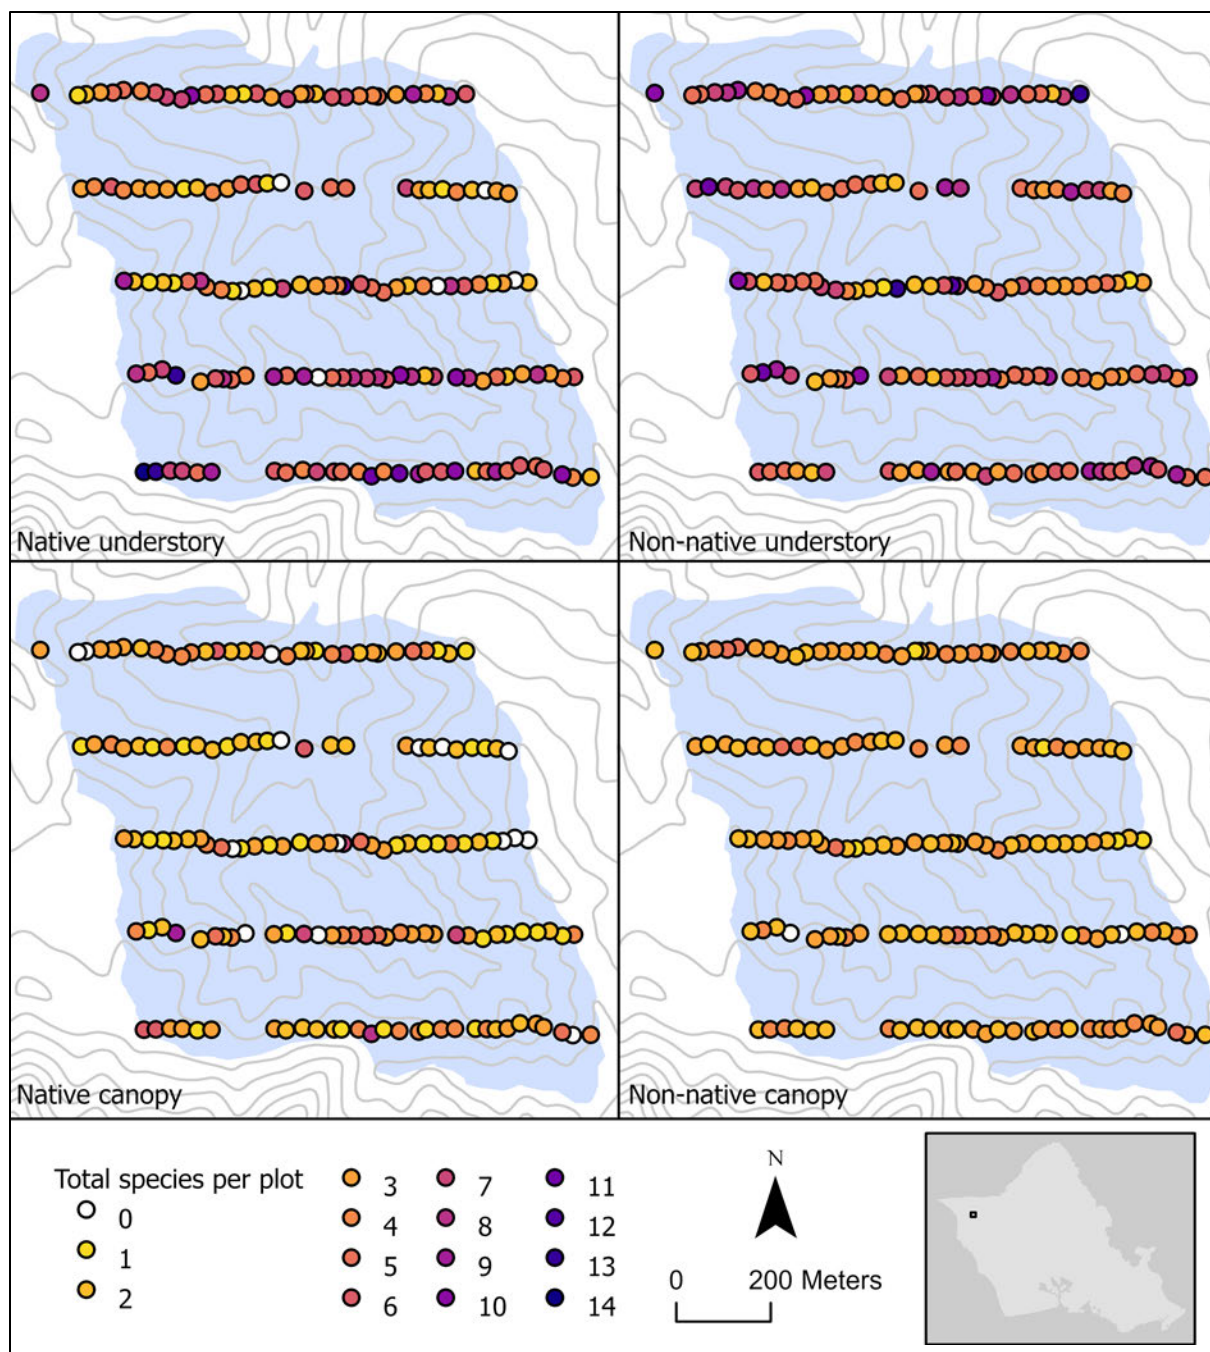 Native understory
Non-native understory
Native canopy
Non-native canopy
Total species per plot
0
1
2
3
4
5
6
7
8
9
10
11
12
13
14
N
0 200 Meters